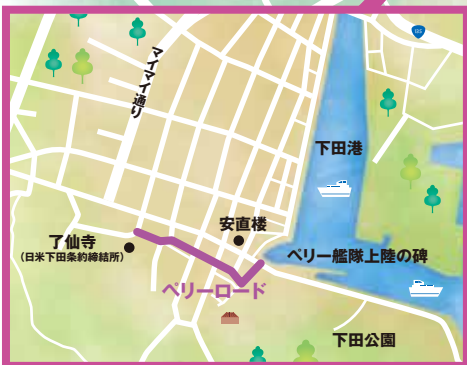 135
マイマイ通り
下田港
安直楼
了仙寺
(日米下田条約締結所)
ペリー艦隊上陸の碑
ペリーロード
下田公園